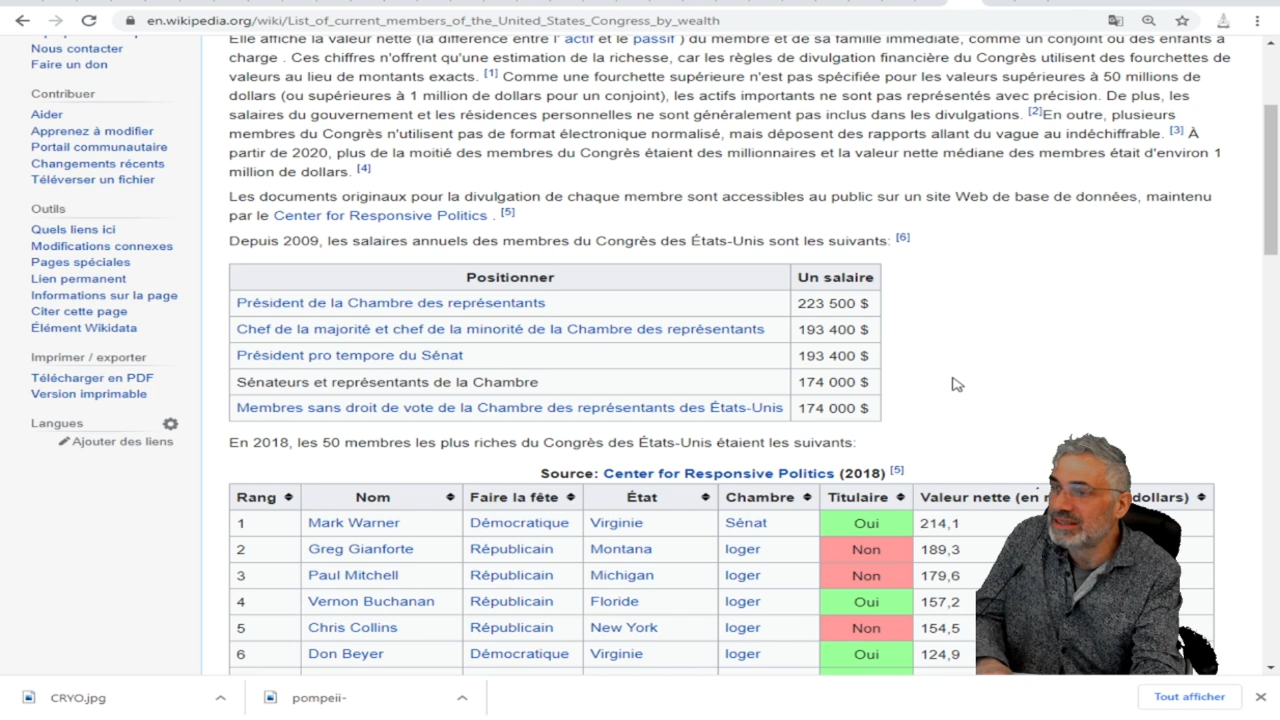 en.wikipedia.org/wiki/List_of_current_members_of_the_United_States_Congress_by_wealth
Nous contacter
Faire un don
Contribuer
Aider
Apprenez à modifier
Portail communautaire
Changements récents
Téléverser un fichier
Outils
Quels liens ici
Modifications connexes
Pages spéciales
Lien permanent
Informations sur la page
Citer cette page
Élément Wikidata
Imprimer / exporter
Télécharger en PDF
Version imprimable
Langues
Ajouter des liens
Elle affiche la valeur nette (la différence entre l' actif et le passif ) du membre et de sa famille immédiate, comme un conjoint ou des enfants à
charge . Ces chiffres n'offrent qu'une estimation de la richesse, car les règles de divulgation financière du Congrès utilisent des fourchettes de
valeurs au lieu de montants exacts. [1] Comme une fourchette supérieure n'est pas spécifiée pour les valeurs supérieures à 50 millions de
dollars (ou supérieures à 1 million de dollars pour un conjoint), les actifs importants ne sont pas représentés avec précision. De plus, les
salaires du gouvernement et les résidences personnelles ne sont généralement pas inclus dans les divulgations. [2]En outre, plusieurs
membres du Congrès n'utilisent pas de format électronique normalisé, mais déposent des rapports allant du vague au indéchiffrable. [3] À
partir de 2020, plus de la moitié des membres du Congrès étaient des millionnaires et la valeur nette médiane des membres était d'environ 1
million de dollars. [4]
Les documents originaux pour la divulgation de chaque membre sont accessibles au public sur un site Web de base de données, maintenu
par le Center for Responsive Politics . [5]
Depuis 2009, les salaires annuels des membres du Congrès des États-Unis sont les suivants: [6]
Positionner Un salaire
Président de la Chambre des représentants 223 500 $
Chef de la majorité et chef de la minorité de la Chambre des représentants 193 400 $
Président pro tempore du Sénat 193 400 $
Sénateurs et représentants de la Chambre 174 000 $
Membres sans droit de vote de la Chambre des représentants des États-Unis 174 000 $
En 2018, les 50 membres les plus riches du Congrès des États-Unis étaient les suivants:
Source: Center for Responsive Politics (2018) [5]
Rang Nom Faire la fête État Chambre Titulaire Valeur nette (en dollars)
1 Mark Warner Démocratique Virginie Sénat Oui 214,1
2 Greg Gianforte Républicain Montana loger Non 189,3
3 Paul Mitchell Républicain Michigan loger Non 179,6
4 Vernon Buchanan Républicain Floride loger Oui 157,2
5 Chris Collins Républicain New York loger Non 154,5
6 Don Beyer Démocratique Virginie loger Oui 124,9
CRYO.jpg
pompeii-
Tout afficher